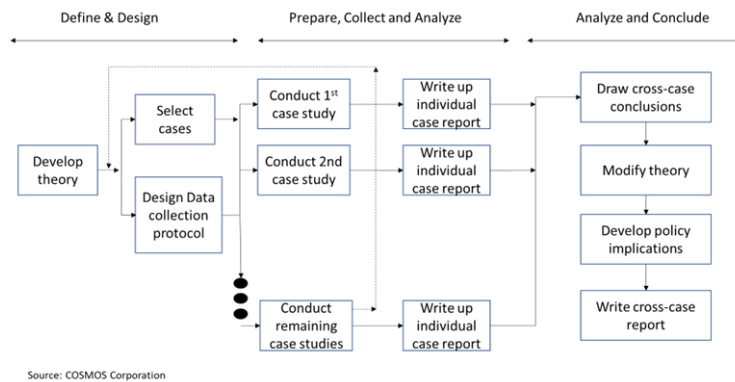 Define & Design
Prepare, Collect and Analyze
Analyze and Conclude
Develop
theory
Select
cases
Design Data
collection
protocol
Conduct 1st
case study
Write up
individual
case report
Conduct 2nd
case study
Write up
individual
case report
Conduct
remaining
case studies
Write up
individual
case report
Draw cross-case
conclusions
Modify theory
Develop policy
implications
Write cross-case
report
Source: COSMOS Corporation